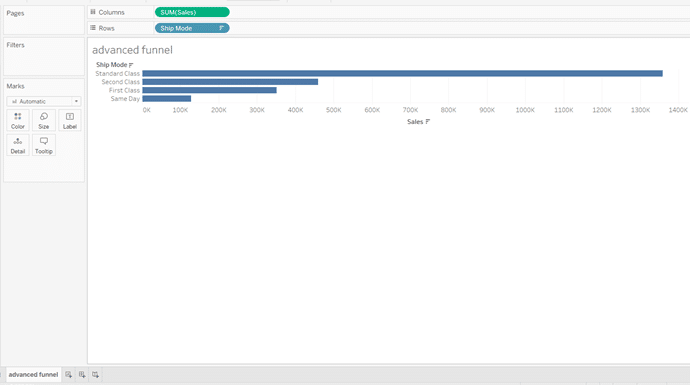 Pages
Columns
SUM(Sales)
Rows
Ship Mode
Filters
Marks
Automatic
Color
Size
Label
Detail
Tooltip
advanced funnel
Ship Mode
Standard Class
Second Class
First Class
Same Day
0K 100K 200K 300K 400K 500K 600K 700K 800K 900K 1000K 1100K 1200K 1300K 1400K
Sales
advanced funnel